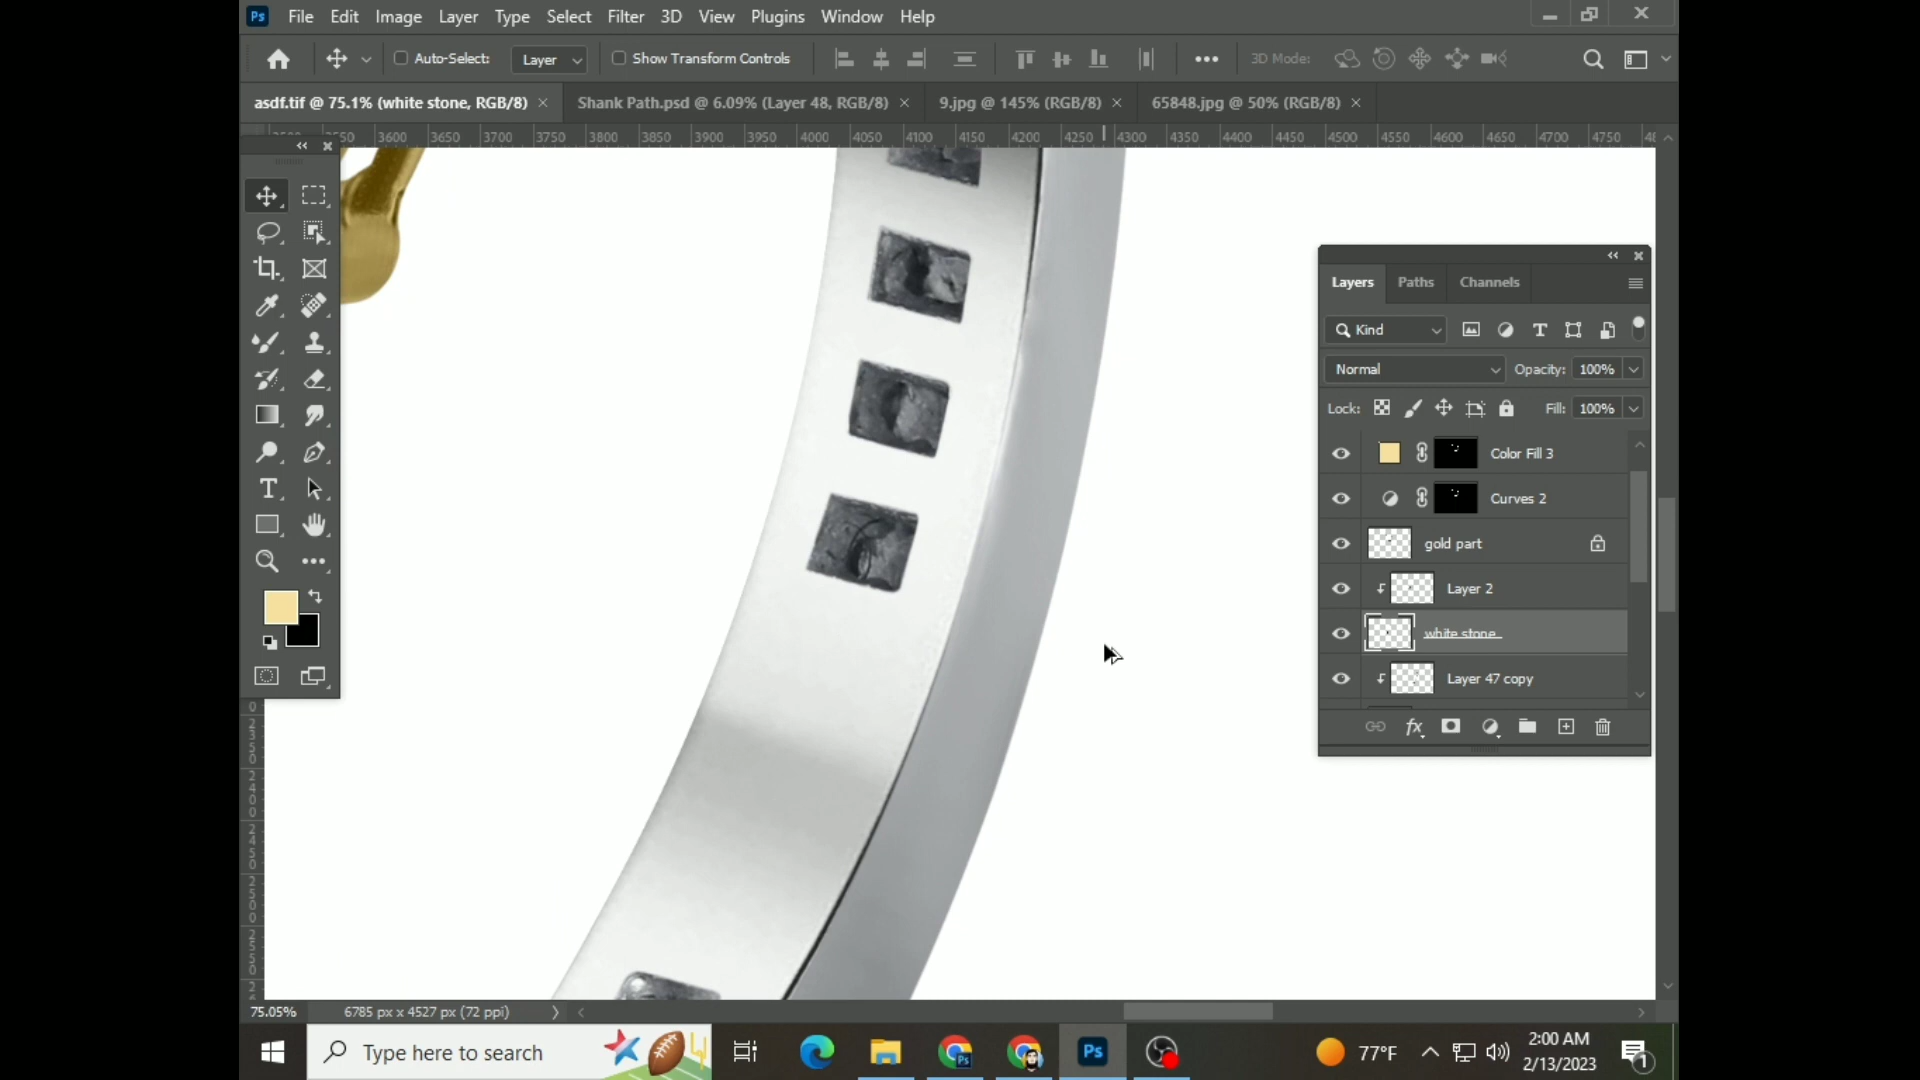 Ps File Edit Image Layer Type Select Filter 3D View Plugins Window Help
Auto-Select: Layer Show Transform Controls 3D Mode:
asdf.tif @ 75.1% (white stone, RGB/8) Shank Path.psd @ 6.09% (Layer 48, RGB/8) 9.jpg @ 145% (RGB/8) 65848.jpg @ 50% (RGB/8)
3550 3600 3650 3700 3750 3800 3850 3900 3950 4000 4050 4100 4150 4200 4250 4300 4350 4400 4450 4500 4550 4600 4650 4700 4750
Layers Paths Channels
Kind
Normal Opacity: 100%
Lock: Fill: 100%
Color Fill 3
Curves 2
gold part
Layer 2
white stone
Layer 47 copy
fx
75.05% 6785 px x 4527 px (72 ppi)
Type here to search
Ps
77°F
2:00 AM
2/13/2023
1